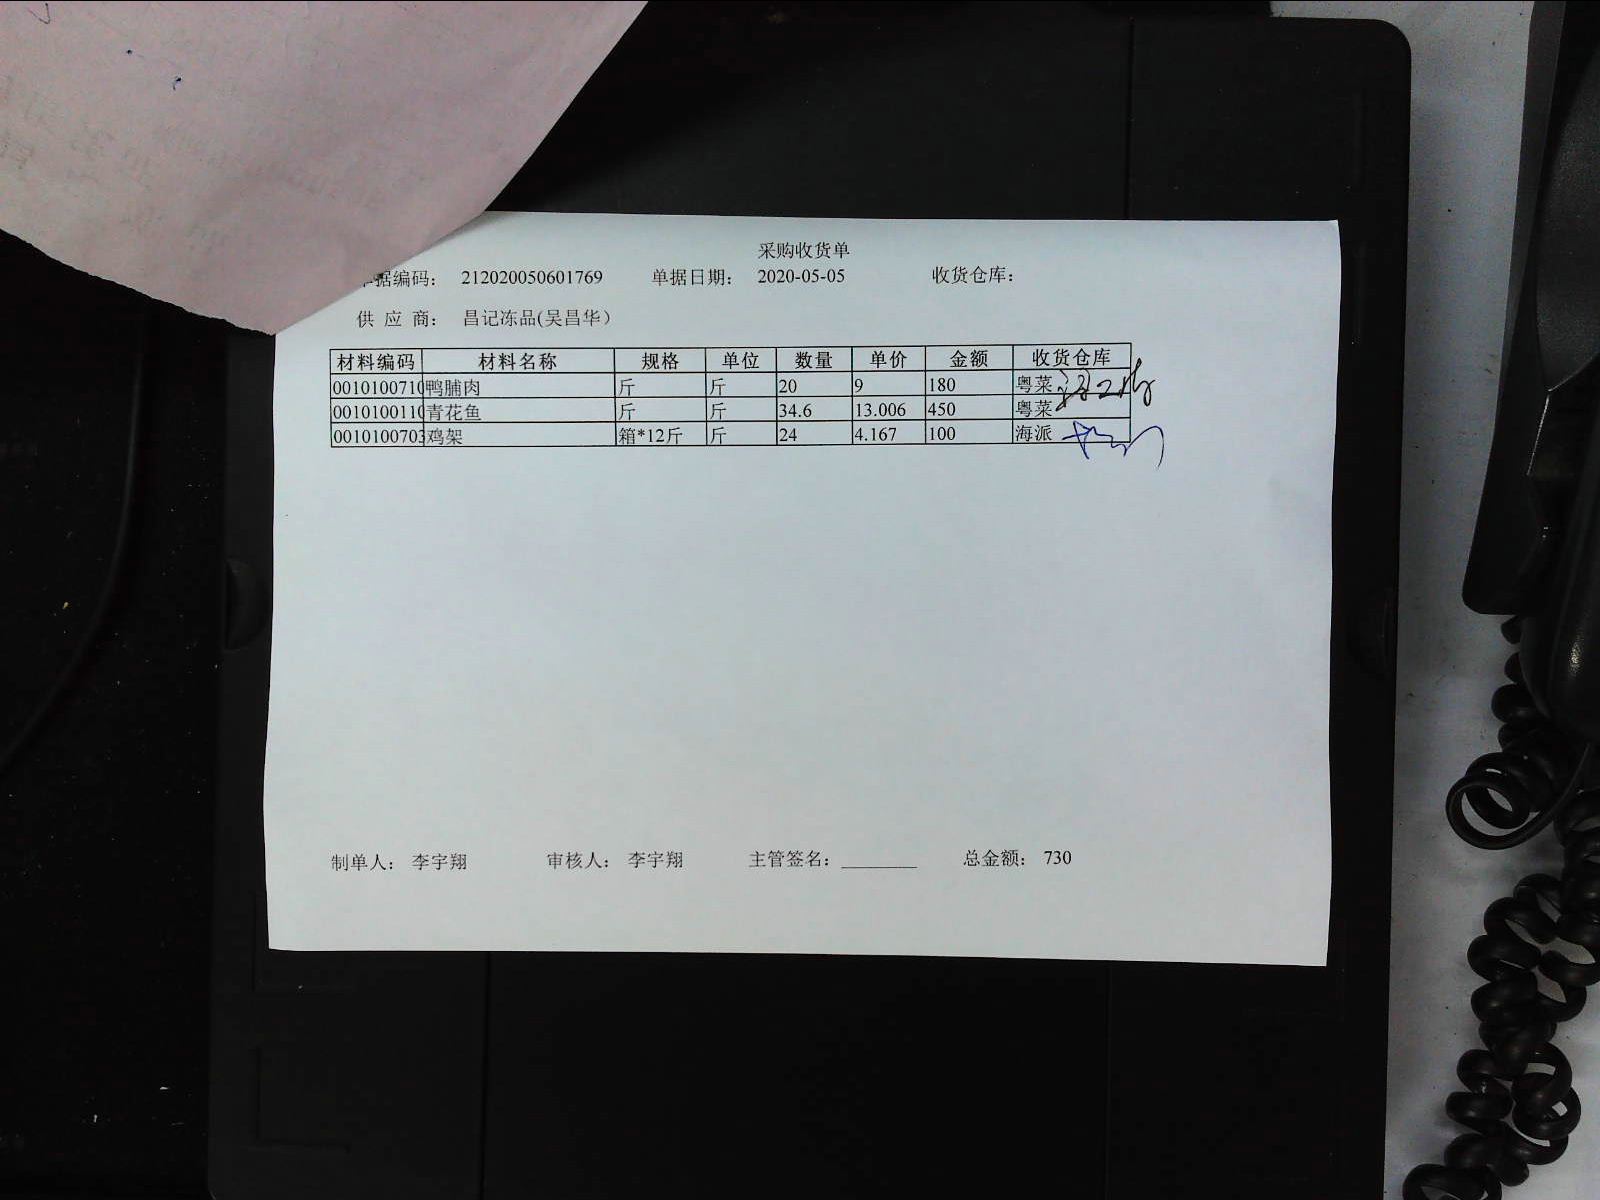 采购收货单
据编码： 212020050601769 单据日期： 2020-05-05 收货仓库：
供 应 商： 昌记冻品(吴昌华）
材料编码 材料名称 规格 单位 数量 单价 金额 收货仓库
0010100710 鸭脯肉 斤 斤 20 9 180 粤菜
0010100110 青花鱼 斤 斤 34.6 13.006 450 粤菜
0010100703 鸡架 箱*12斤 斤 24 4.167 100 海派
制单人： 李宇翔 审核人： 李宇翔 主管签名： 总金额： 730